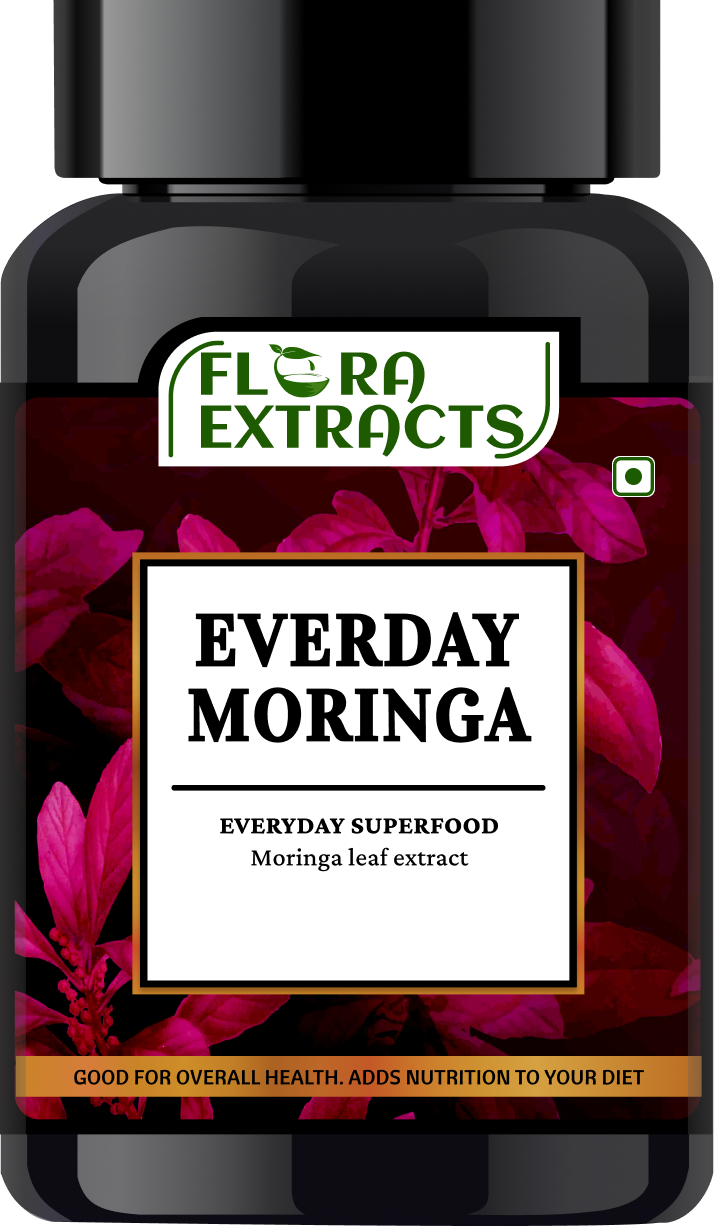 FLORA
EXTRACTS
EVERDAY
MORINGA
EVERYDAY SUPERFOOD
Moringa leaf extract
GOOD FOR OVERALL HEALTH. ADDS NUTRITION TO YOUR DIET